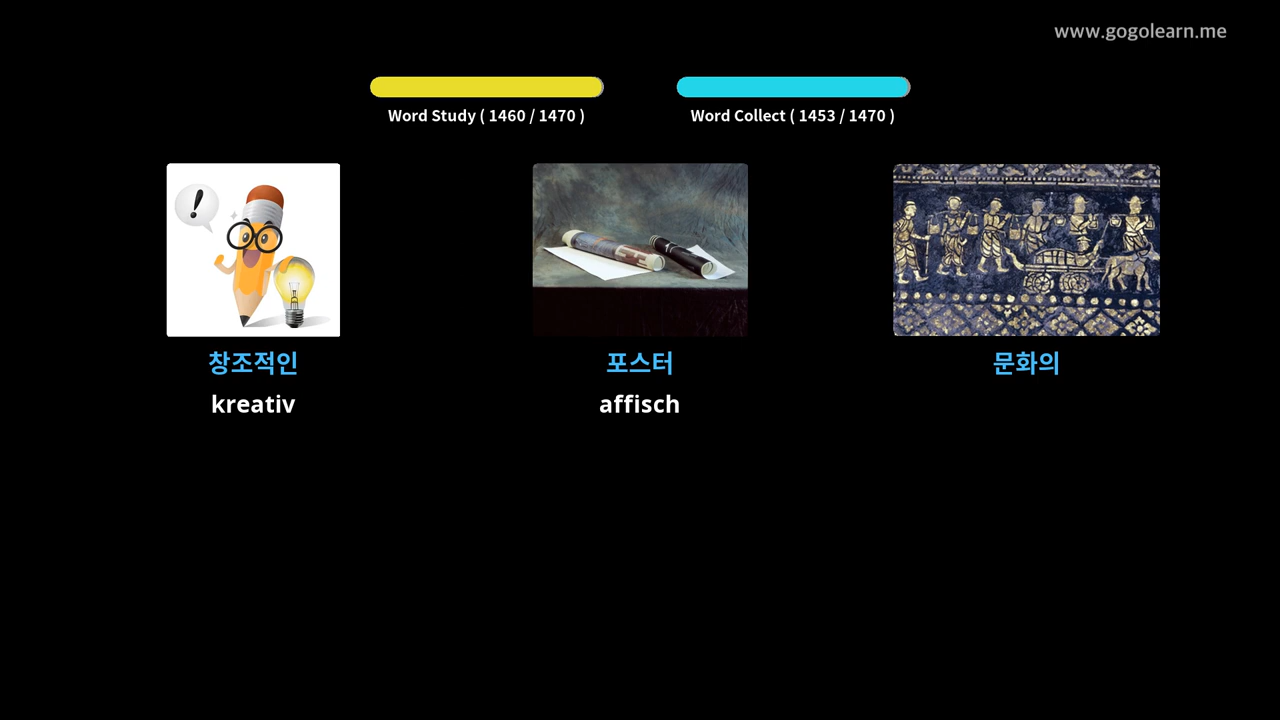 www.gogolearn.me
Word Study ( 1460 / 1470 )
Word Collect ( 1453 / 1470 )
!
창조적인
포스터
문화의
kreativ
affisch